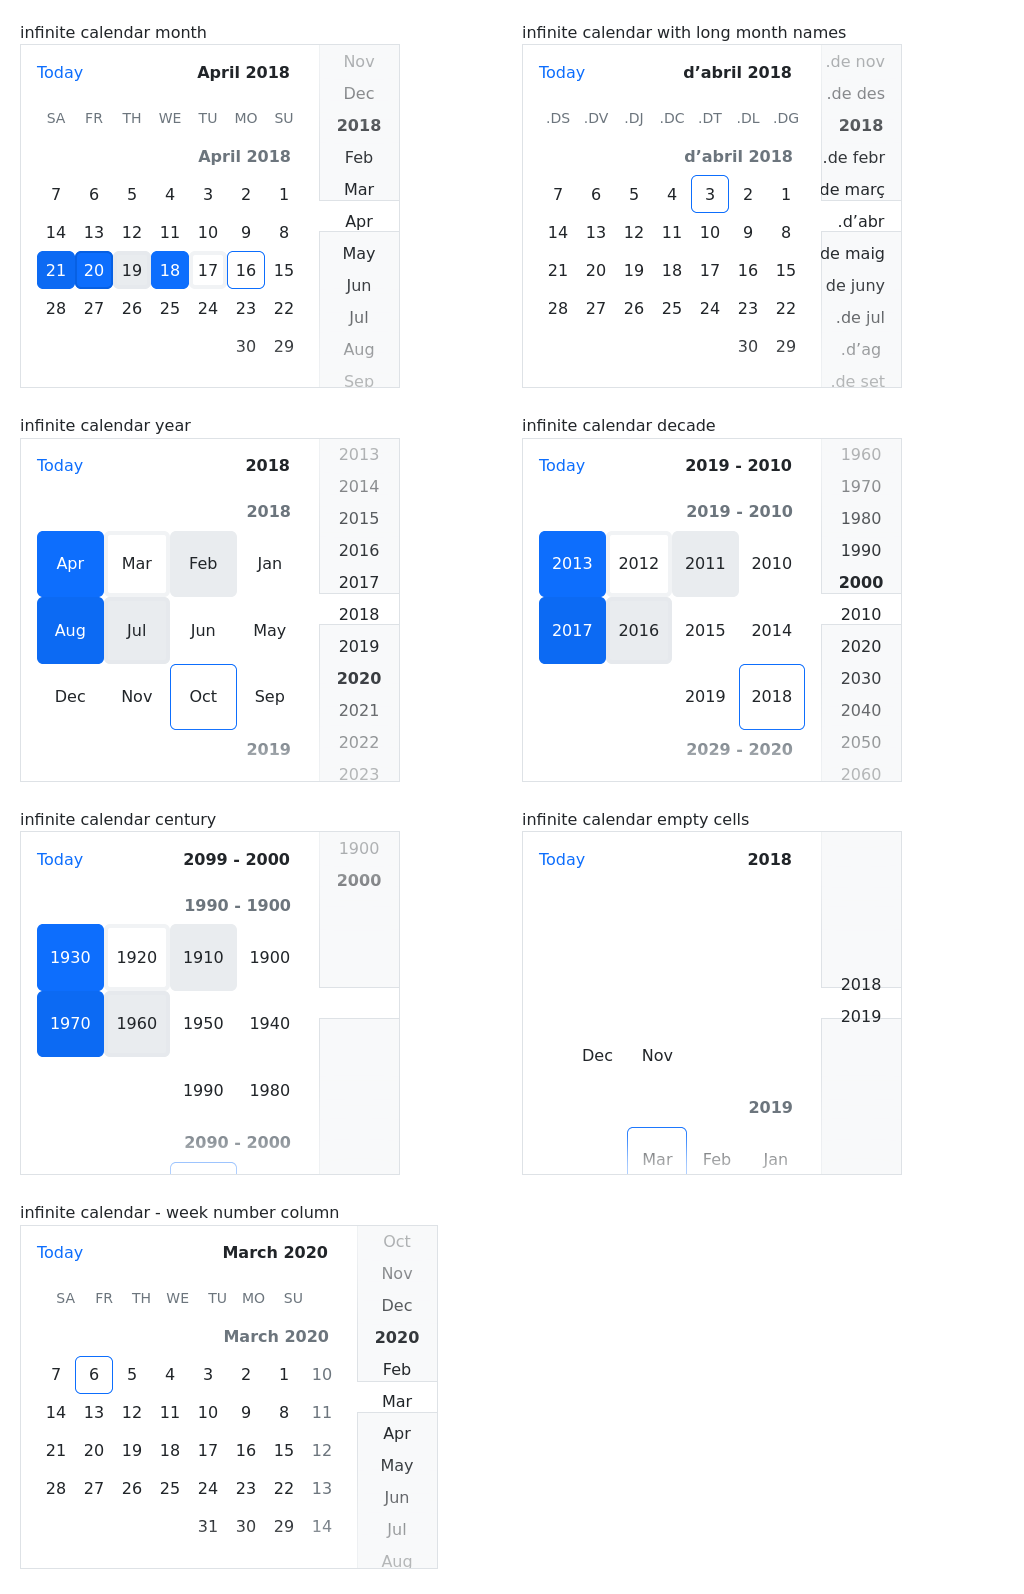 infinite calendar month
Today April 2018
SA FR TH WE TU MO SU
April 2018
7 6 5 4 3 2 1
14 13 12 11 10 9 8
21 20 19 18 17 16 15
28 27 26 25 24 23 22
30 29
Nov
Dec
2018
Feb
Mar
Apr
May
Jun
Jul
Aug
Sep
infinite calendar with long month names
Today d’abril 2018
.DS .DV .DJ .DC .DT .DL .DG
d’abril 2018
7 6 5 4 3 2 1
14 13 12 11 10 9 8
21 20 19 18 17 16 15
28 27 26 25 24 23 22
30 29
.de nov
.de des
2018
.de febr
de març
.d’abr
de maig
de juny
.de jul
.d’ag
.de set
infinite calendar year
Today 2018
2018
Apr Mar Feb Jan
Aug Jul Jun May
Dec Nov Oct Sep
2019
2013
2014
2015
2016
2017
2018
2019
2020
2021
2022
2023
infinite calendar decade
Today 2019 - 2010
2019 - 2010
2013 2012 2011 2010
2017 2016 2015 2014
2019 2018
2029 - 2020
1960
1970
1980
1990
2000
2010
2020
2030
2040
2050
2060
infinite calendar century
Today 2099 - 2000
1990 - 1900
1930 1920 1910 1900
1970 1960 1950 1940
1990 1980
2090 - 2000
1900
2000
infinite calendar empty cells
Today 2018
Dec Nov
2019
Mar Feb Jan
2018
2019
infinite calendar - week number column
Today March 2020
SA FR TH WE TU MO SU
March 2020
7 6 5 4 3 2 1 10
14 13 12 11 10 9 8 11
21 20 19 18 17 16 15 12
28 27 26 25 24 23 22 13
31 30 29 14
Oct
Nov
Dec
2020
Feb
Mar
Apr
May
Jun
Jul
Aug